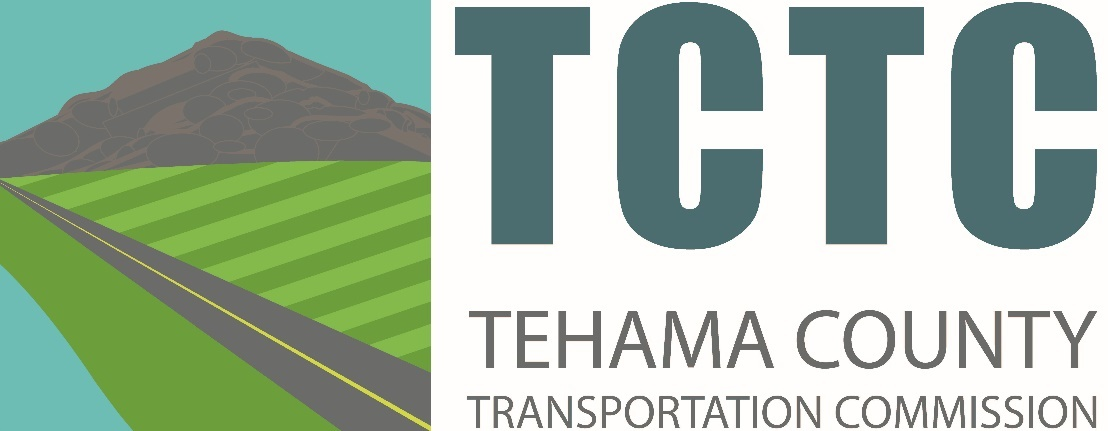 TCTC
TEHAMA COUNTY
TRANSPORTATION COMMISSION